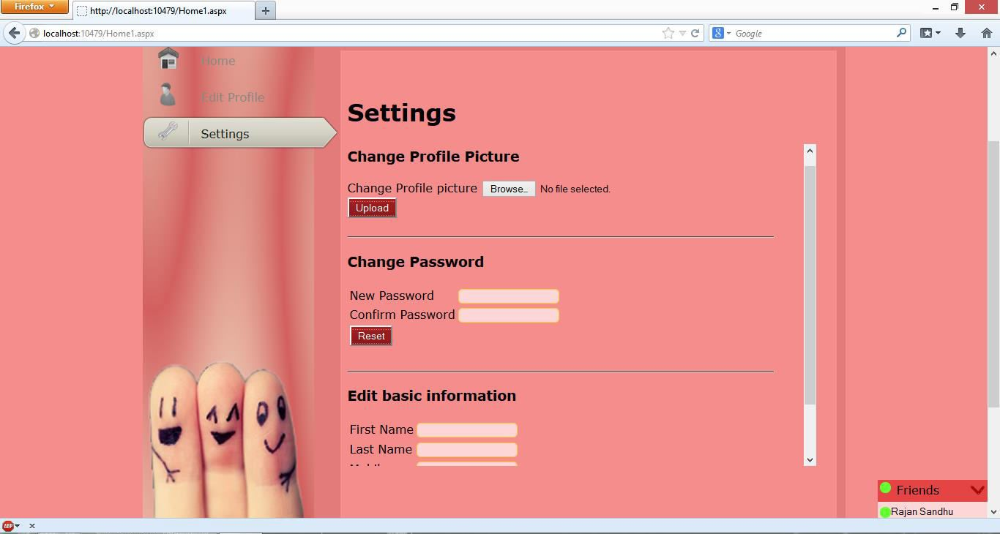 Firefox
http://localhost:10479/Home1.aspx
localhost:10479/Home1.aspx
Google
Home
Edit Profile
Settings
Settings
Change Profile Picture
Change Profile picture Browse... No file selected.
Upload
Change Password
New Password
Confirm Password
Reset
Edit basic information
First Name
Last Name
Friends
Rajan Sandhu
ABP